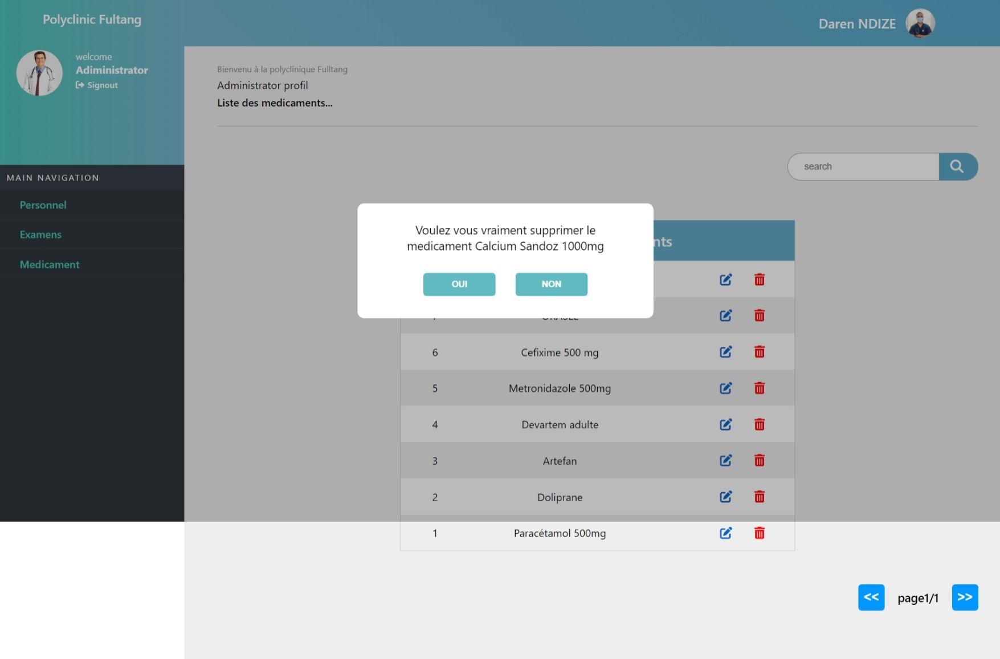 Polyclinic Fultang
Daren NDIZE
welcome
Adiministrator
Signout
Bienvenu à la polyclinique Fulltang
Administrator profil
Liste des medicaments...
search
MAIN NAVIGATION
Personnel
Examens
Medicament
Voulez vous vraiment supprimer le
medicament Calcium Sandoz 1000mg
OUI
NON
nts
6 Cefixime 500 mg
5 Metronidazole 500mg
4 Devartem adulte
3 Artefan
2 Doliprane
1 Paracétamol 500mg
<< page1/1 >>